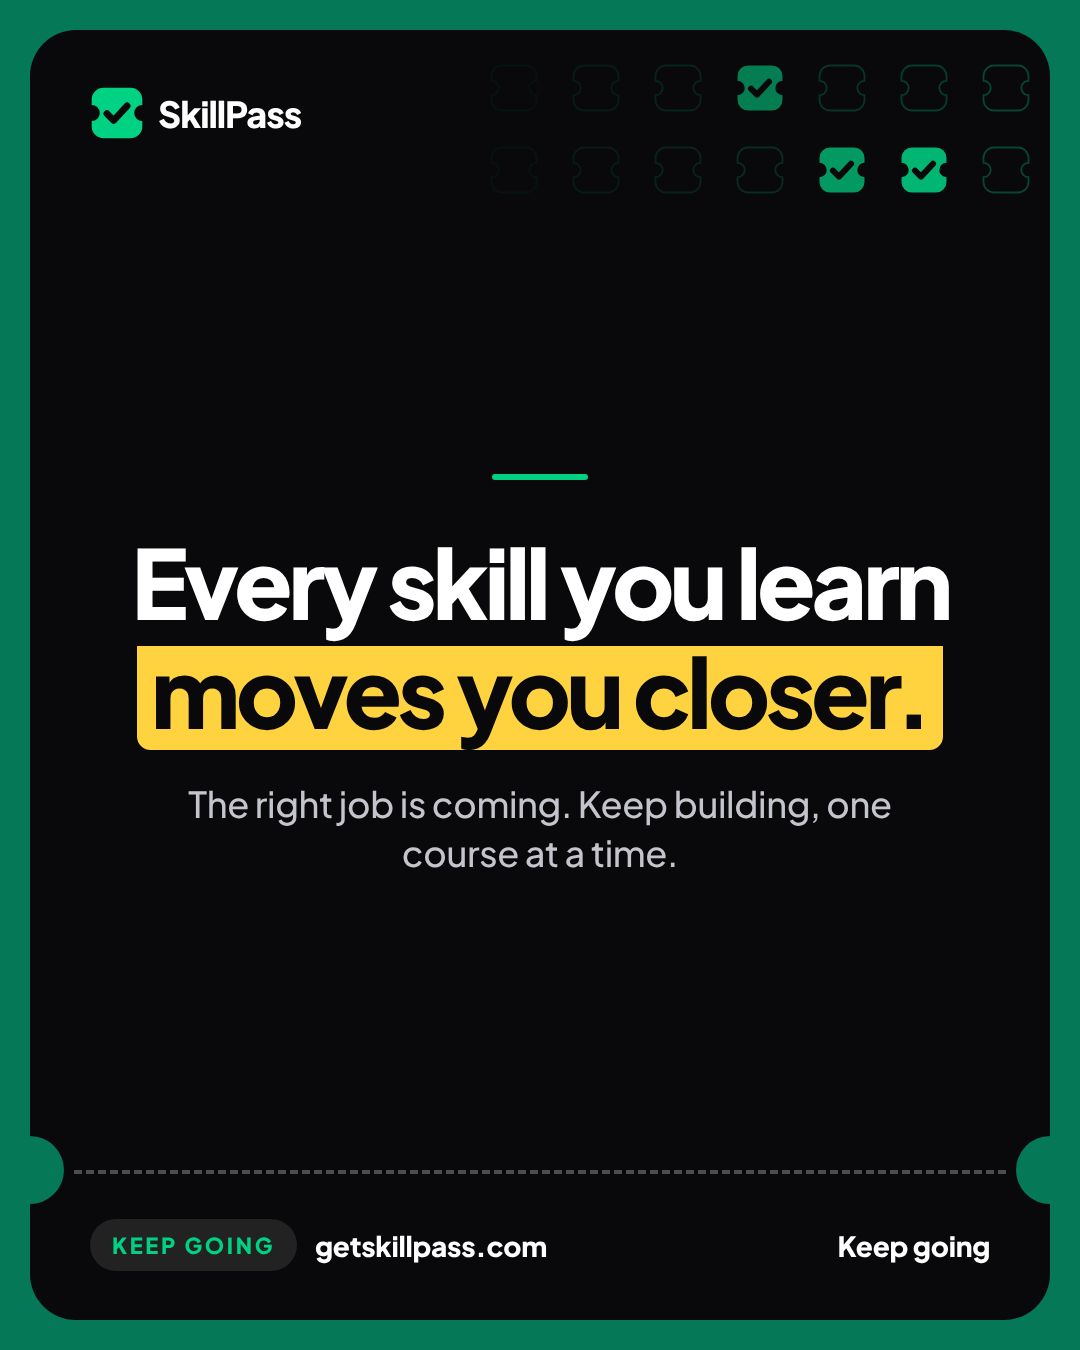 SkillPass
Every skill you learn
moves you closer.
The right job is coming. Keep building, one
course at a time.
KEEP GOING getskillpass.com Keep going